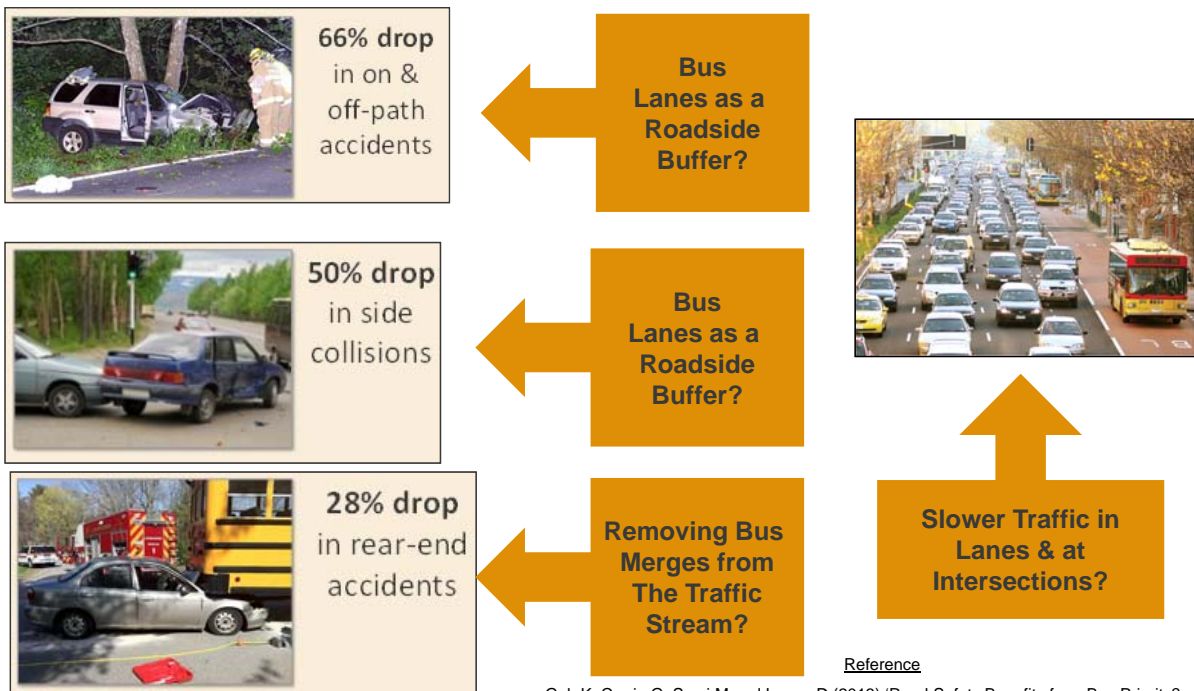 66% drop
in on &
off-path
accidents
Bus
Lanes as a
Roadside
Buffer?
50% drop
in side
collisions
Bus
Lanes as a
Roadside
Buffer?
28% drop
in rear-end
accidents
Removing Bus
Merges from
The Traffic
Stream?
Slower Traffic in
Lanes & at
Intersections?
Reference